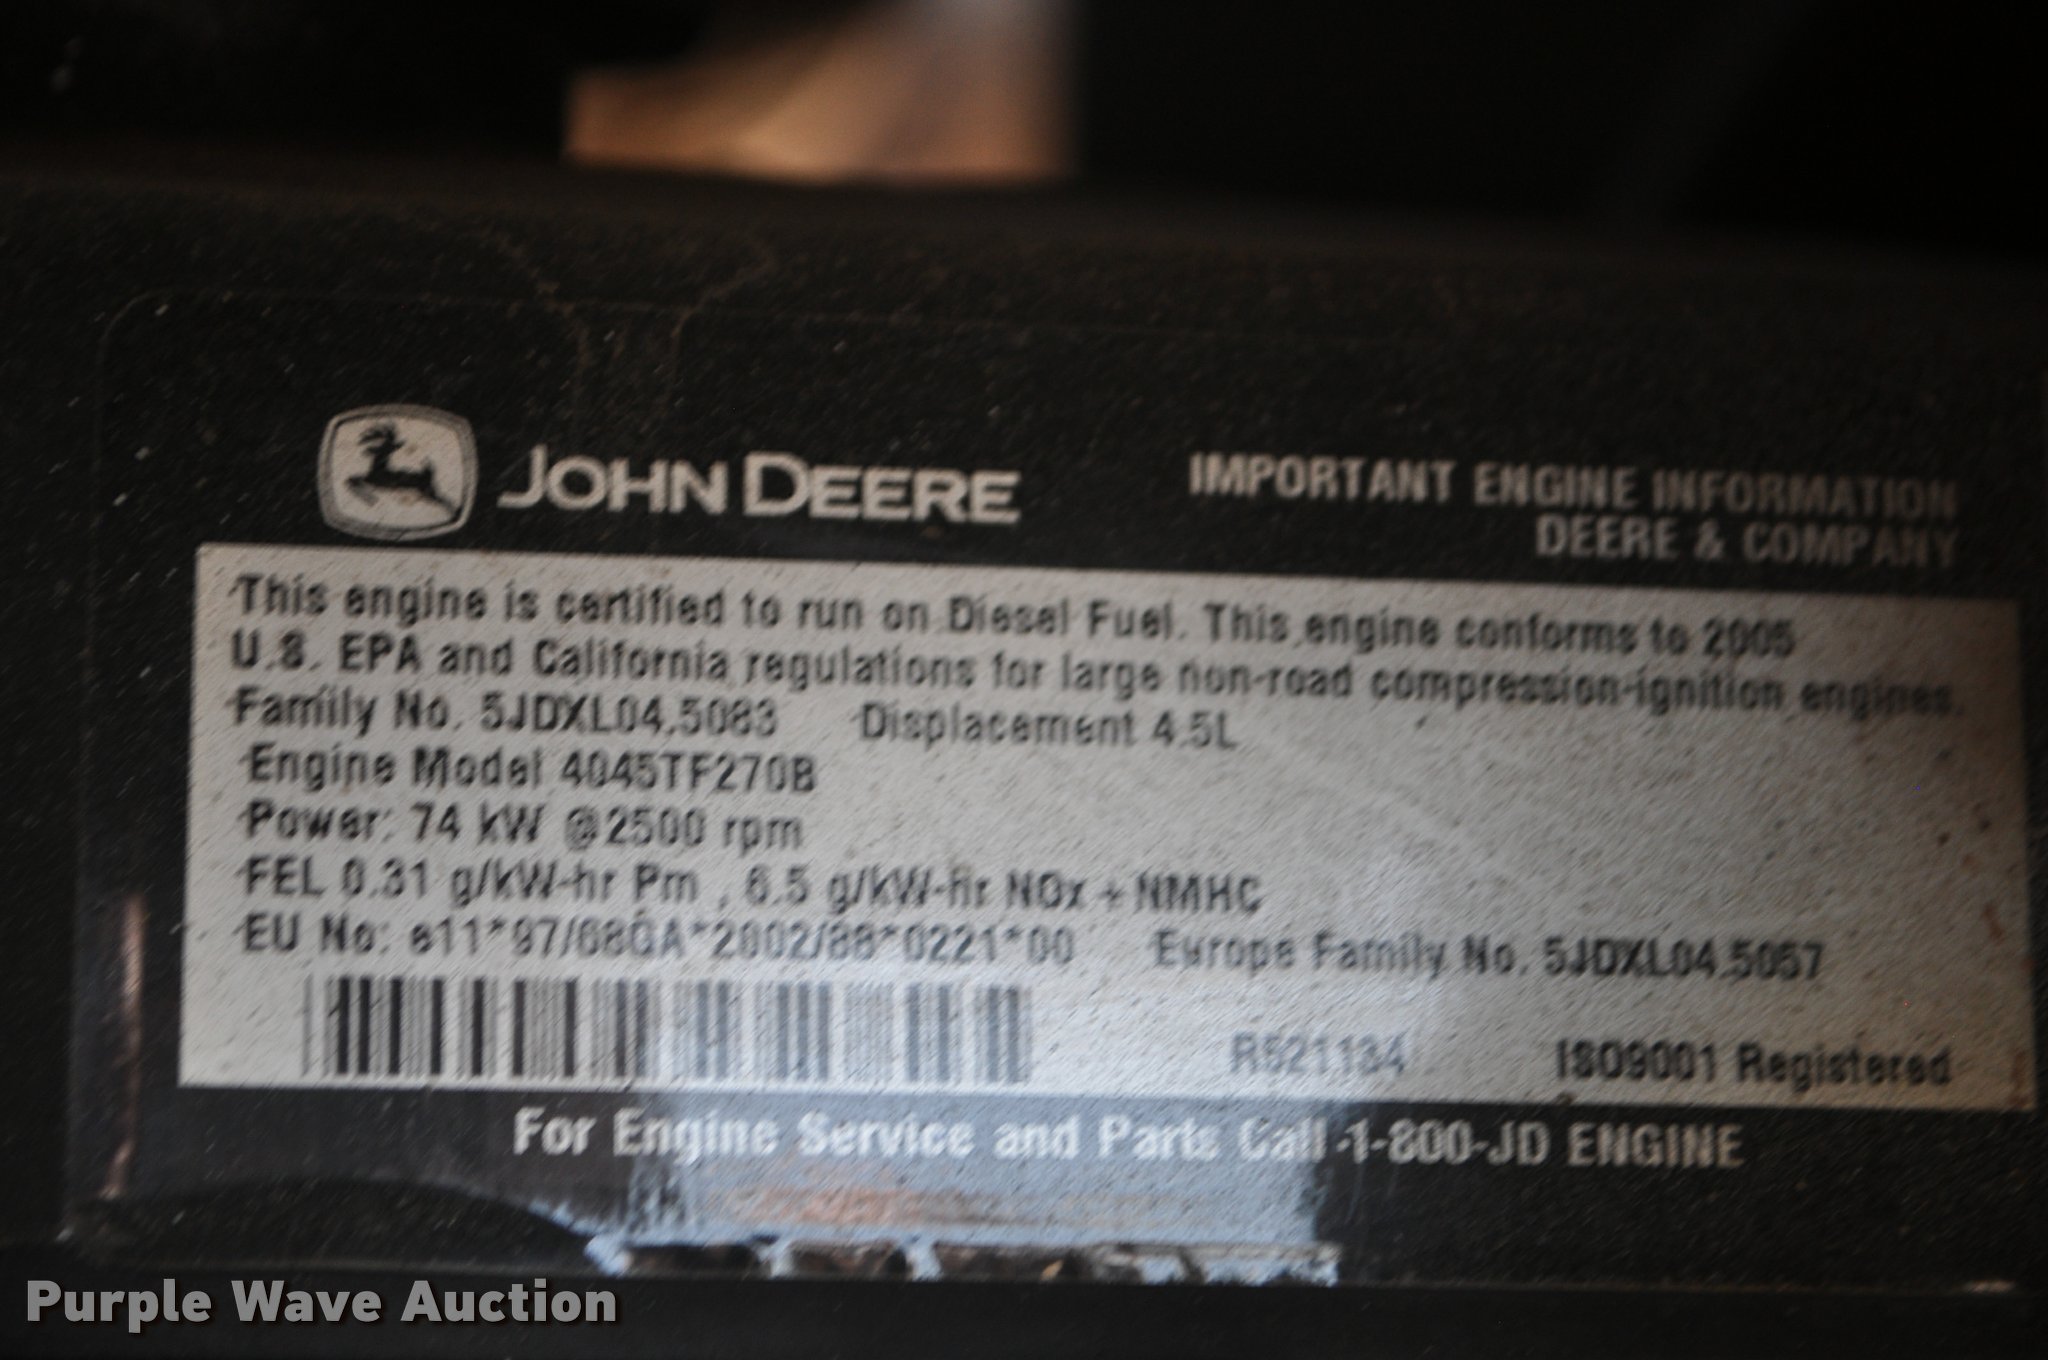 JOHN DEERE
IMPORTANT ENGINE INFORMATION
DEERE & COMPANY
This engine is certified to run on Diesel Fuel. This engine conforms to 2005
U.S. EPA and California regulations for large non-road compression-ignition engines.
Family No. 5JDXL04.5083 Displacement 4.5L
Engine Model 4045TF270B
Power: 74 kW @2500 rpm
FEL 0.31 g/kW-hr Pm , 6.5 g/kW-hr NOx + NMHC
EU No: e11*97/68GA*2002/88*0221*00 Europe Family No. 5JDXL04.5057
R521134 ISO9001 Registered
For Engine Service and Parts Call 1-800-JD ENGINE
Purple Wave Auction